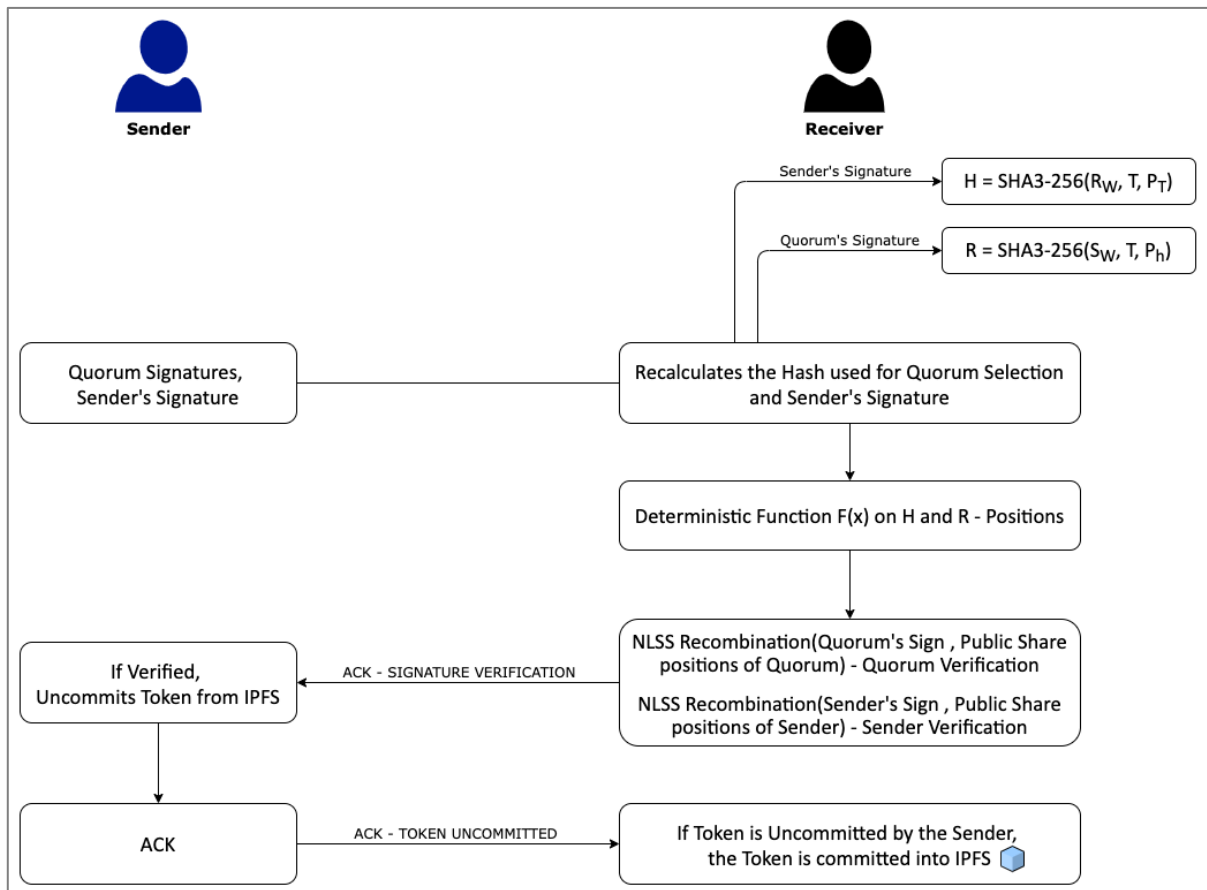 Sender
Receiver
Sender's Signature
H = SHA3-256(R_W, T, P_T)
Quorum's Signature
R = SHA3-256(S_W, T, P_h)
Quorum Signatures,
Sender's Signature
Recalculates the Hash used for Quorum Selection
and Sender's Signature
Deterministic Function F(x) on H and R - Positions
NLSS Recombination(Quorum's Sign , Public Share
positions of Quorum) - Quorum Verification
NLSS Recombination(Sender's Sign , Public Share
positions of Sender) - Sender Verification
ACK - SIGNATURE VERIFICATION
If Verified,
Uncommits Token from IPFS
ACK
ACK - TOKEN UNCOMMITTED
If Token is Uncommitted by the Sender,
the Token is committed into IPFS